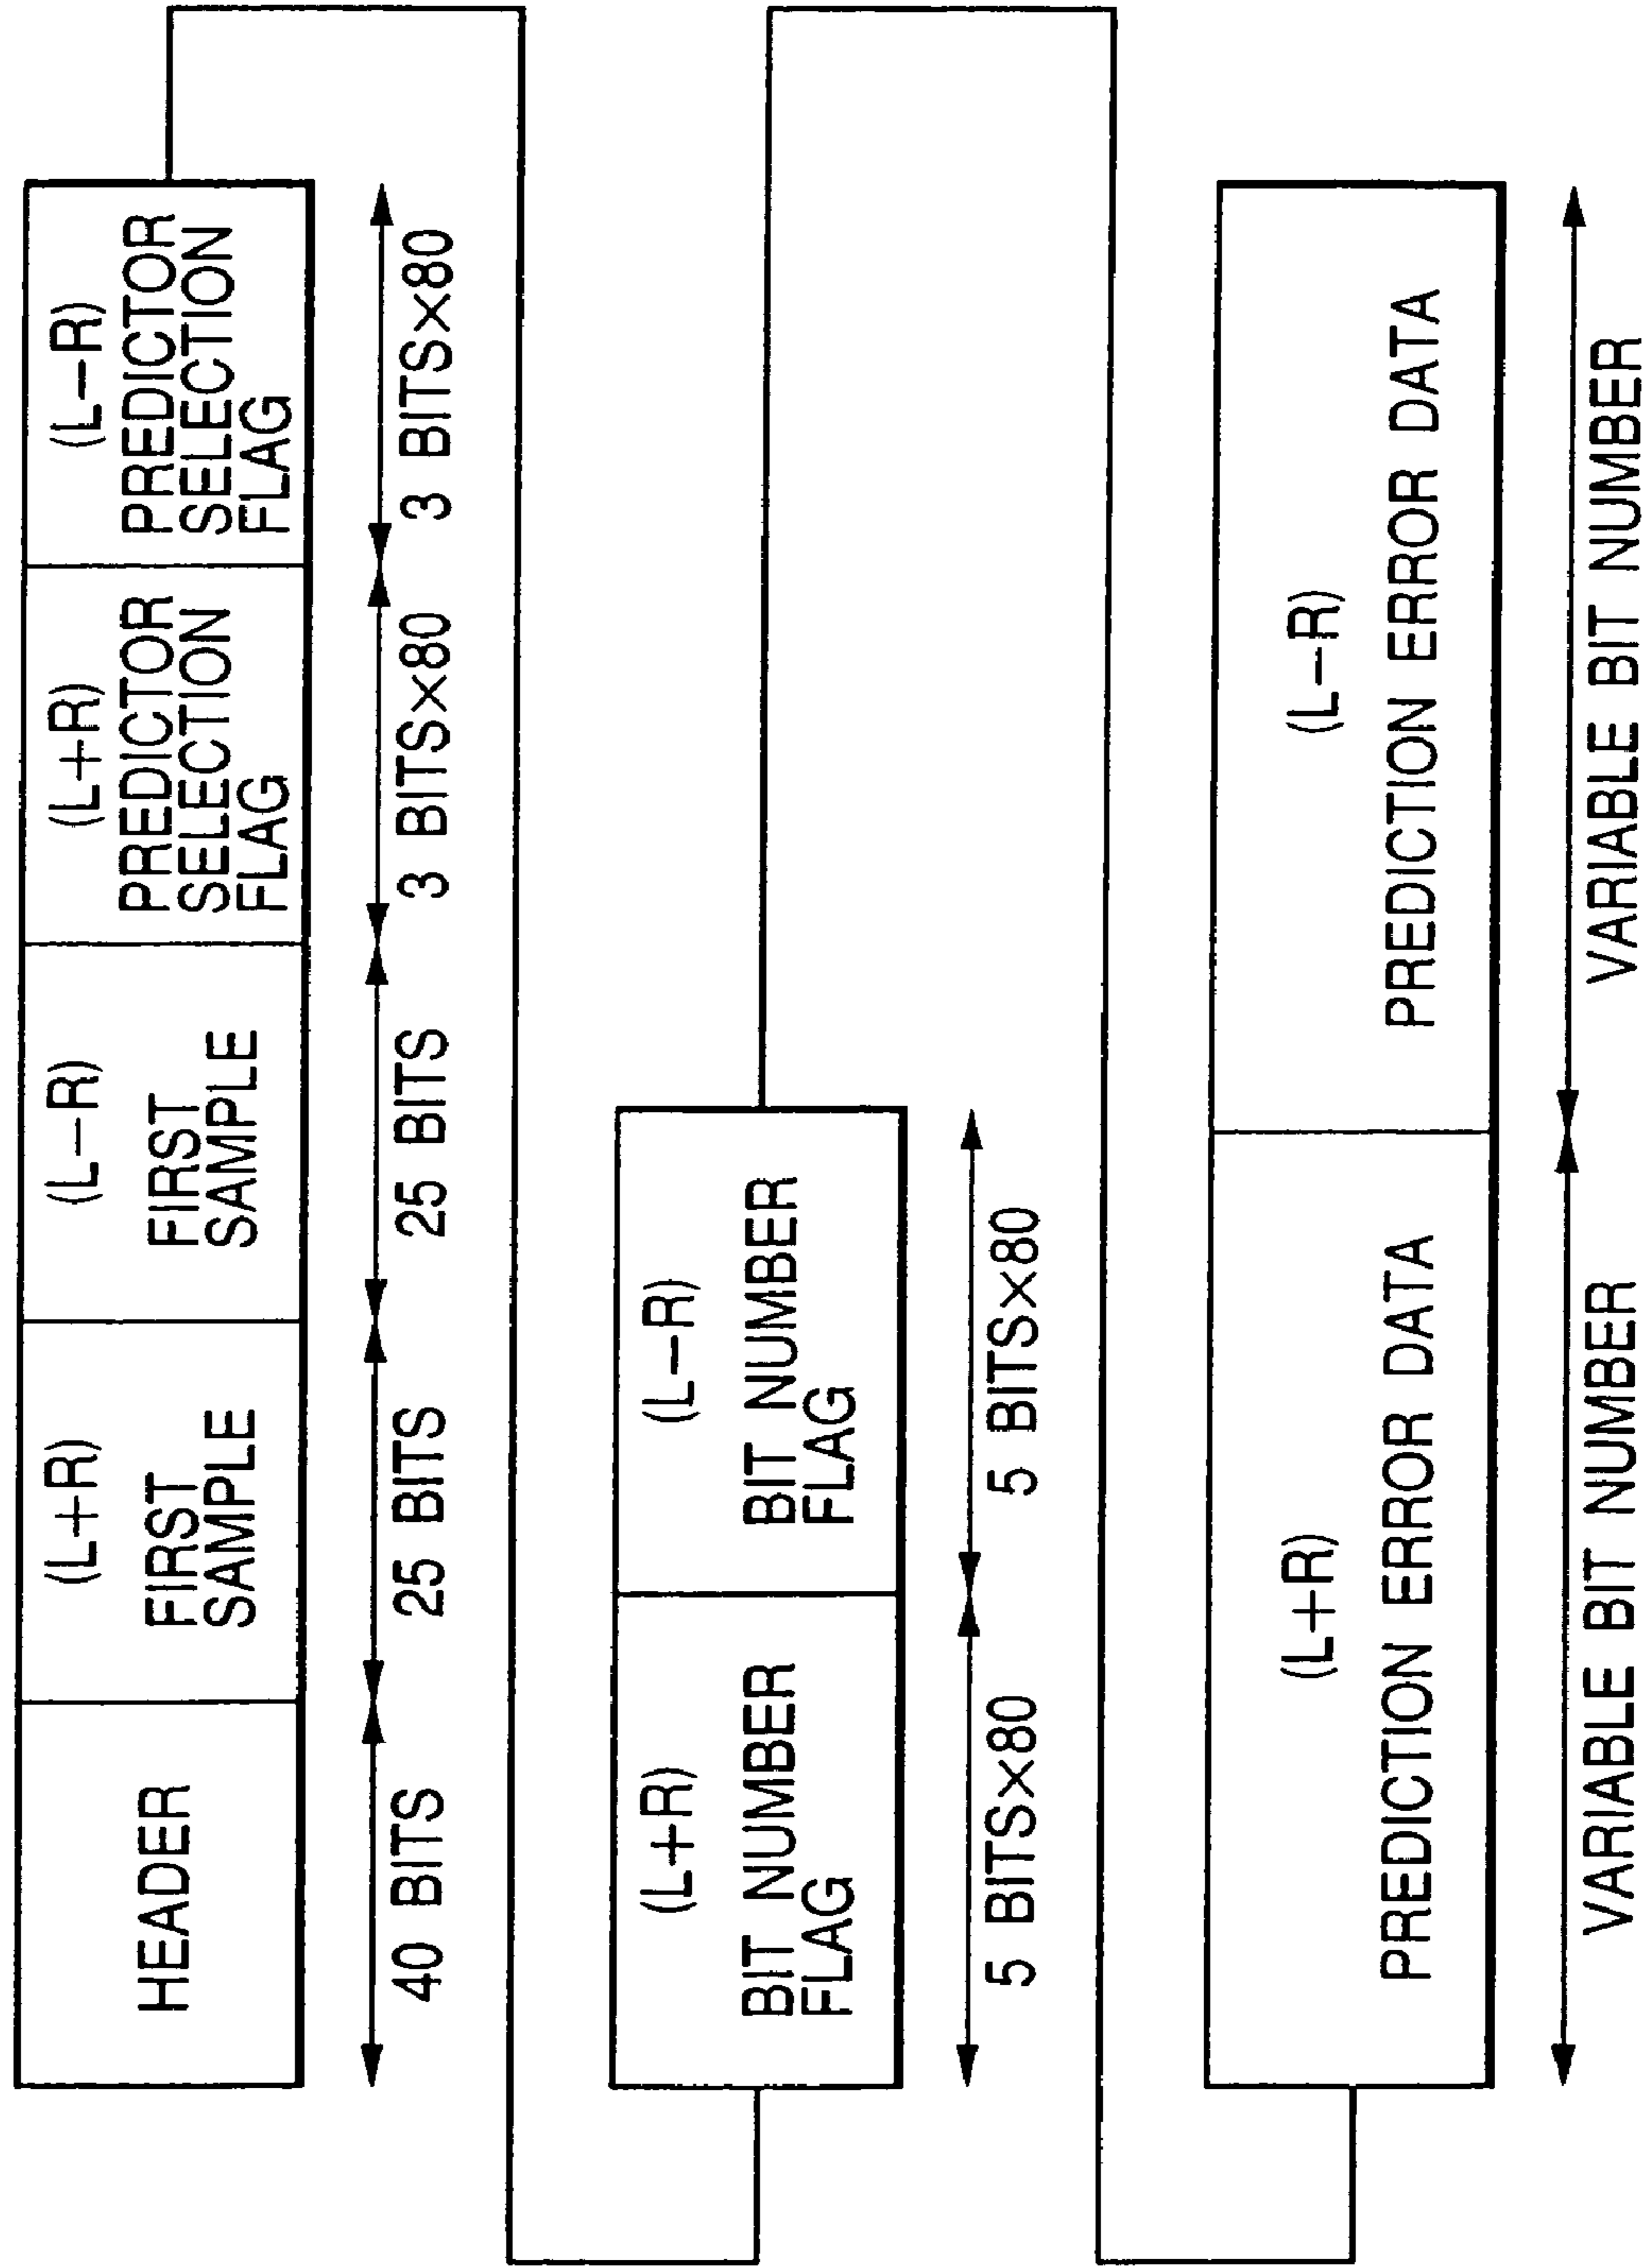 HEADER
(L+R)
FIRST
SAMPLE
(L−R)
FIRST
SAMPLE
(L+R)
PREDICTOR
SELECTION
FLAG
(L−R)
PREDICTOR
SELECTION
FLAG
40 BITS
25 BITS
25 BITS
3 BITS×80
3 BITS×80
(L+R)
BIT NUMBER
FLAG
(L−R)
BIT NUMBER
FLAG
5 BITS×80
5 BITS×80
(L+R)
PREDICTION ERROR DATA
(L−R)
PREDICTION ERROR DATA
VARIABLE BIT NUMBER
VARIABLE BIT NUMBER